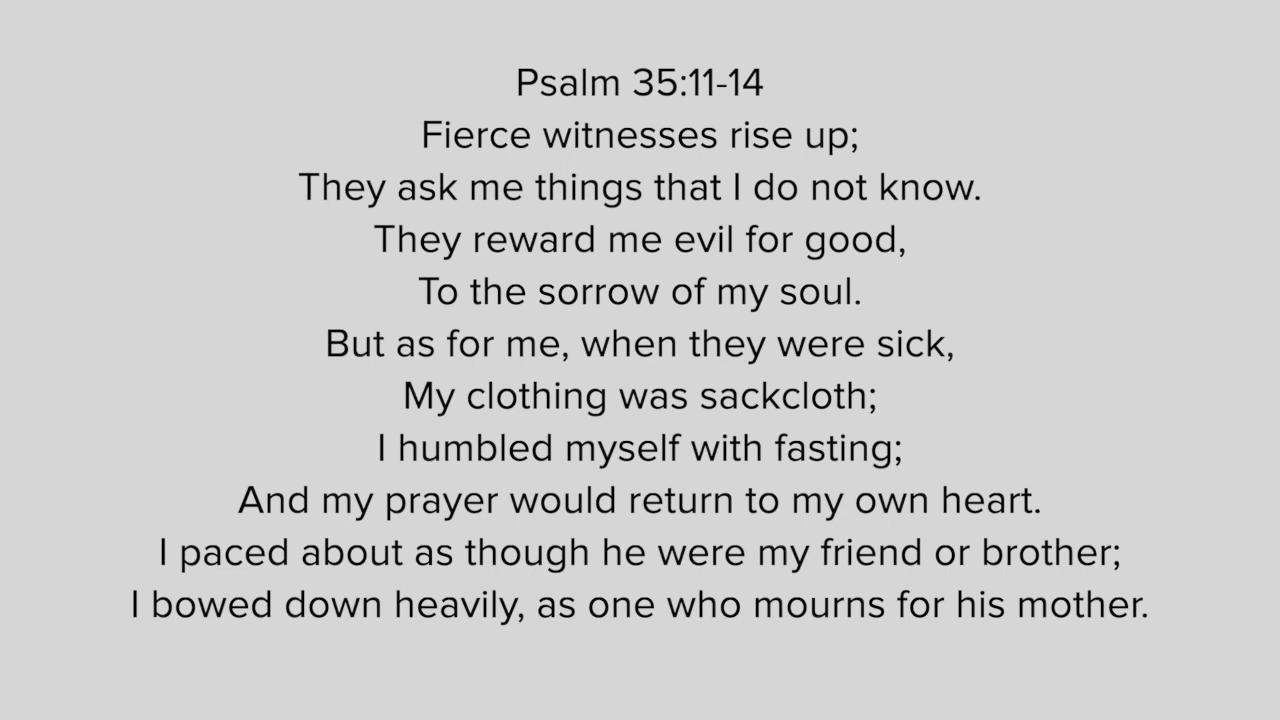 Psalm 35:11-14
Fierce witnesses rise up;
They ask me things that I do not know.
They reward me evil for good,
To the sorrow of my soul.
But as for me, when they were sick,
My clothing was sackcloth;
I humbled myself with fasting;
And my prayer would return to my own heart.
I paced about as though he were my friend or brother;
I bowed down heavily, as one who mourns for his mother.